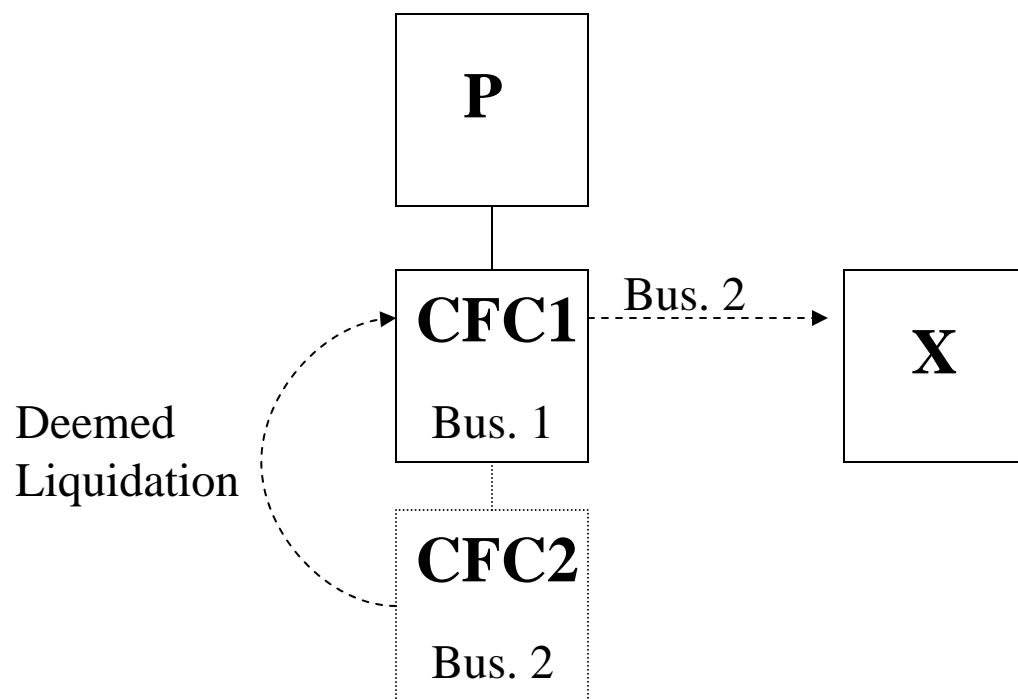 P
CFC1
Bus. 2
X
Bus. 1
Deemed
Liquidation
CFC2
Bus. 2